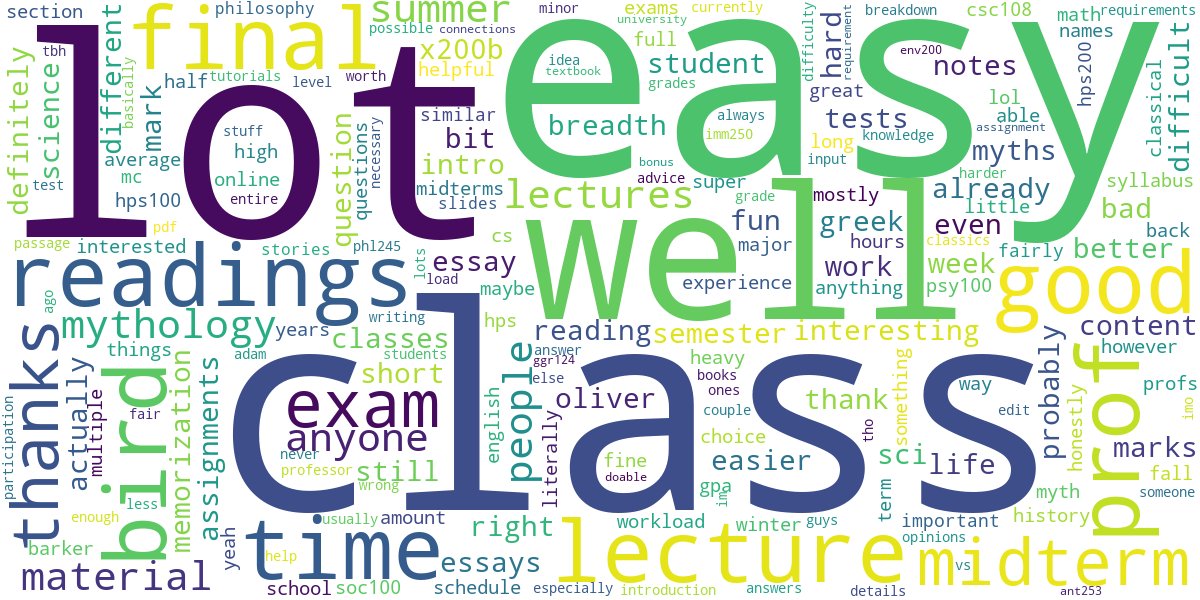 section
philosophy
summer
exams
currently
minor
breakdown
csc108
math
requirements
tbh
final
different
possible
university
connections
full
difficulty
hard
requirement
names
lot
easy
x200b
helpful
idea
textbook
student
grades
env200
notes
hps200
definitely
science
basically
mark
half
tutorials
level
worth
similar
bit
breadth
imm250
always
tests
great
lol
able
classical
difficult
stuff
high
average
mc
online
entire
question
questions
necessary
intro
midterms
slides
bonus
advice
super
grade
long
input
knowledge
assignment
myths
harder
already
little
syllabus
test
hps100
lectures
mostly
fun
greek
even
bad
back
passage
pdf
interested
stories
phl245
lots
cs
essay
load
maybe
well
major
hours
work
anything
experience
classics
week
psy100
fairly
better
readings
good
ago
mythology
years
writing
classes
hps
reading
semester
interesting
content
however
thanks
things
adam
students
short
people
answer
ggr124
else
heavy
books
ones
couple
way
edit
probably
profs
imo
actually
bird
memorization
exam
anyone
class
english
literally
oliver
choice
thank
tho
something
honestly
prof
marks
multiple
fair
assignments
never
professor
still
wrong
fine
doable
easier
gpa
im
sci
life
term
myth
fall
someone
participation
less
enough
barker
yeah
time
help
usually
amount
right
essays
lecture
workload
winter
guys
important
opinions
history
midterm
vs
material
school
soc100
schedule
especially
introduction
answers
details
ant253